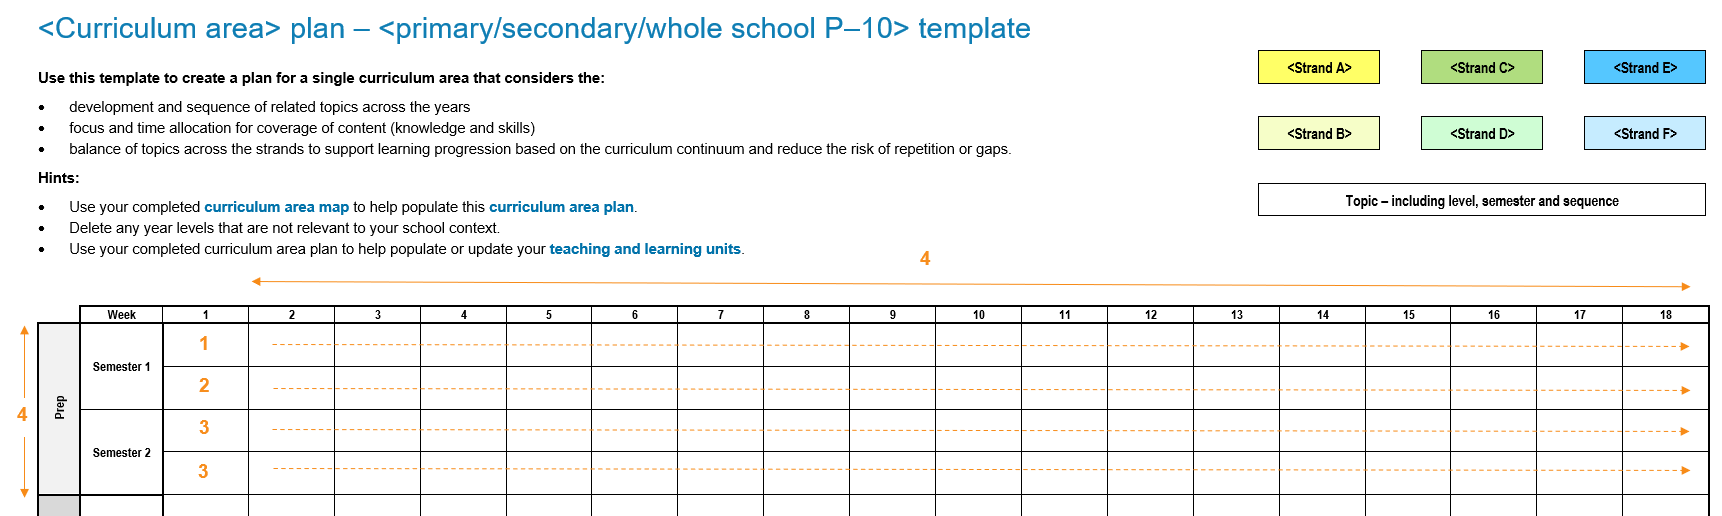 <Curriculum area> plan – <primary/secondary/whole school P–10> template
Use this template to create a plan for a single curriculum area that considers the:
• development and sequence of related topics across the years
• focus and time allocation for coverage of content (knowledge and skills)
• balance of topics across the strands to support learning progression based on the curriculum continuum and reduce the risk of repetition or gaps.
Hints:
• Use your completed curriculum area map to help populate this curriculum area plan.
• Delete any year levels that are not relevant to your school context.
• Use your completed curriculum area plan to help populate or update your teaching and learning units.
<Strand A> <Strand C> <Strand E>
<Strand B> <Strand D> <Strand F>
Topic – including level, semester and sequence
4
Week 1 2 3 4 5 6 7 8 9 10 11 12 13 14 15 16 17 18
4
Prep
Semester 1
1
2
Semester 2
3
3